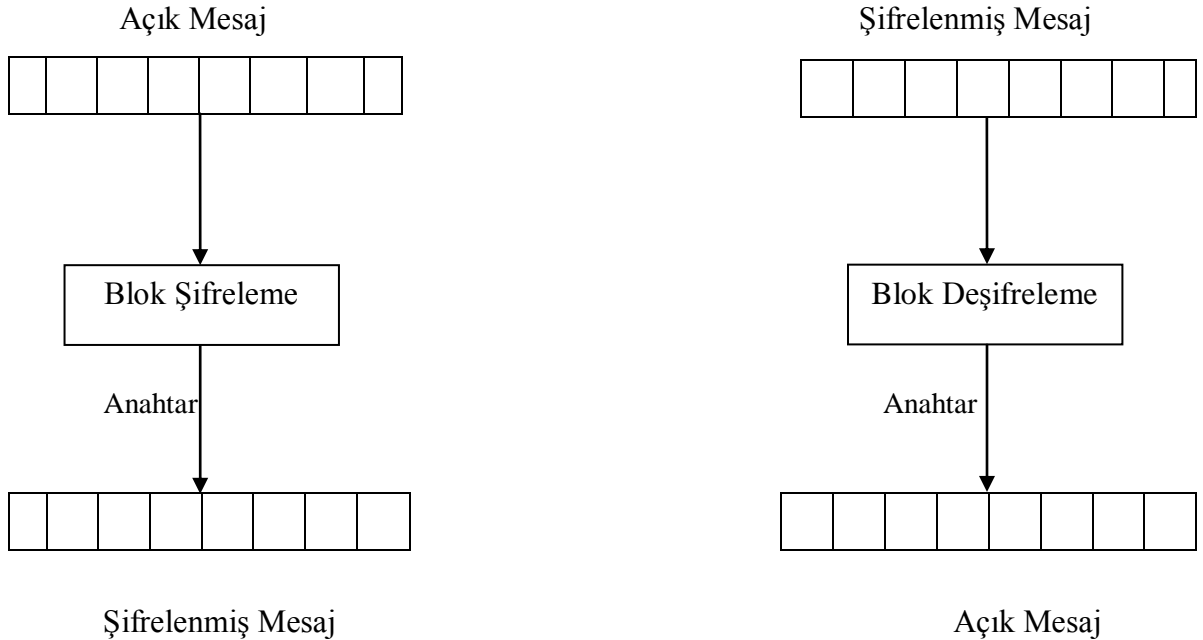 Açık Mesaj
Şifrelenmiş Mesaj
Blok Şifreleme
Blok Deşifreleme
Anahtar
Anahtar
Şifrelenmiş Mesaj
Açık Mesaj